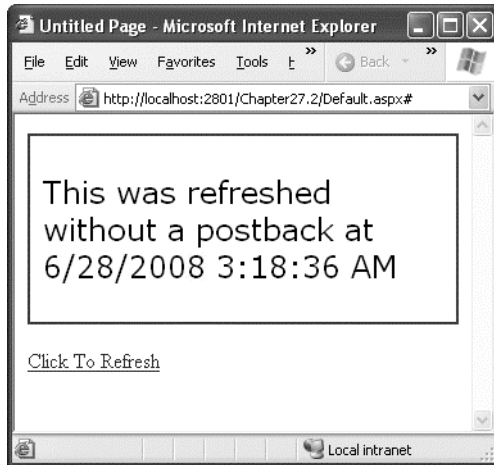 Untitled Page - Microsoft Internet Explorer
File Edit View Favorites Tools »
Back »
Address http://localhost:2801/Chapter27.2/Default.aspx#
This was refreshed
without a postback at
6/28/2008 3:18:36 AM
Click To Refresh
Local intranet